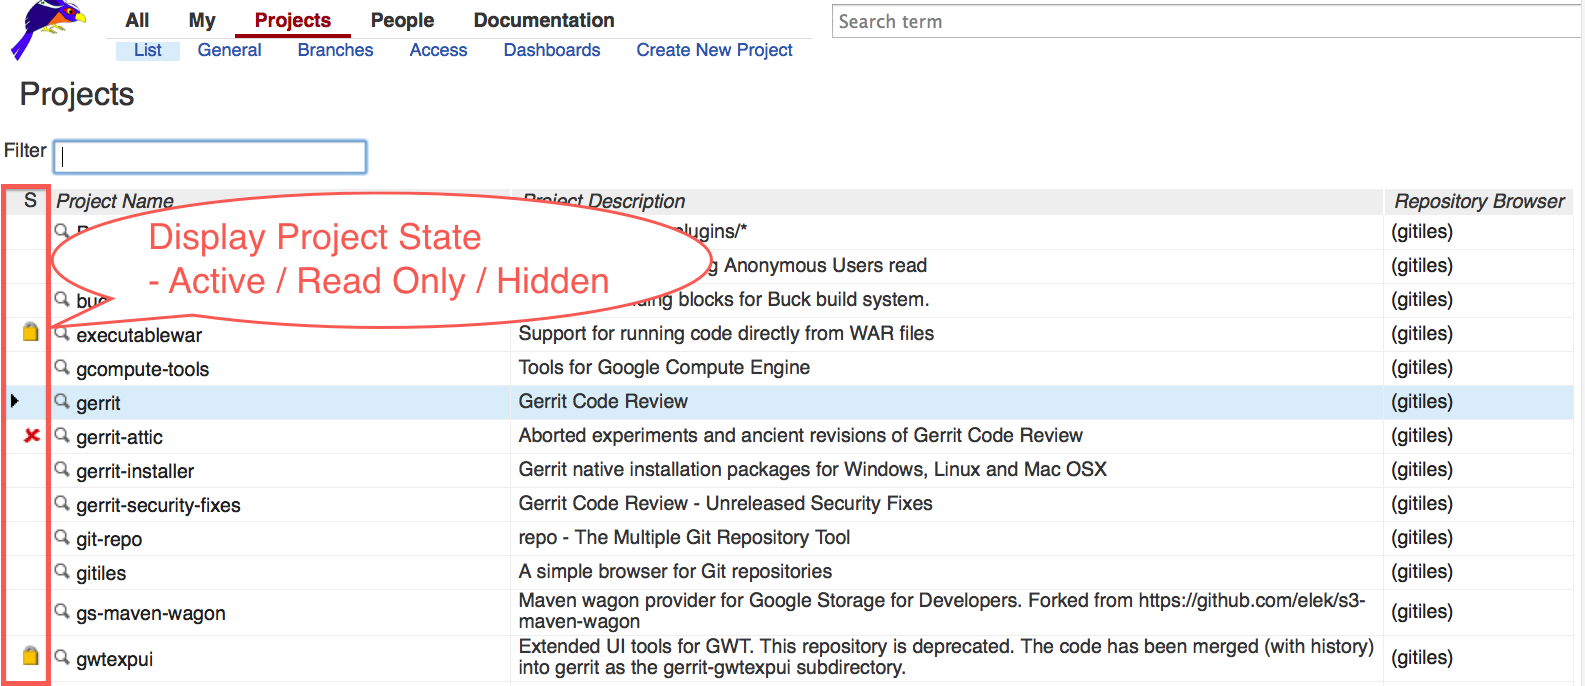 All My Projects People Documentation Search term
List General Branches Access Dashboards Create New Project
Projects
Filter
S Project Name Project Description Repository Browser
Display Project State
- Active / Read Only / Hidden
(gitiles)
Anonymous Users read (gitiles)
blocks for Buck build system. (gitiles)
executablewar Support for running code directly from WAR files (gitiles)
gcompute-tools Tools for Google Compute Engine (gitiles)
gerrit Gerrit Code Review (gitiles)
gerrit-attic Aborted experiments and ancient revisions of Gerrit Code Review (gitiles)
gerrit-installer Gerrit native installation packages for Windows, Linux and Mac OSX (gitiles)
gerrit-security-fixes Gerrit Code Review - Unreleased Security Fixes (gitiles)
git-repo repo - The Multiple Git Repository Tool (gitiles)
gitiles A simple browser for Git repositories (gitiles)
gs-maven-wagon Maven wagon provider for Google Storage for Developers. Forked from https://github.com/elek/s3-
maven-wagon (gitiles)
gwtexpui Extended UI tools for GWT. This repository is deprecated. The code has been merged (with history)
into gerrit as the gerrit-gwtexpui subdirectory. (gitiles)